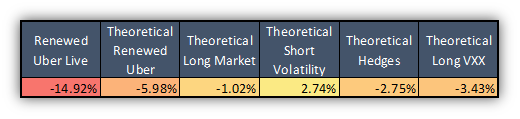 Renewed Uber Live
Theoretical Renewed Uber
Theoretical Long Market
Theoretical Short Volatility
Theoretical Hedges
Theoretical Long VXX
-14.92% -5.98% -1.02% 2.74% -2.75% -3.43%